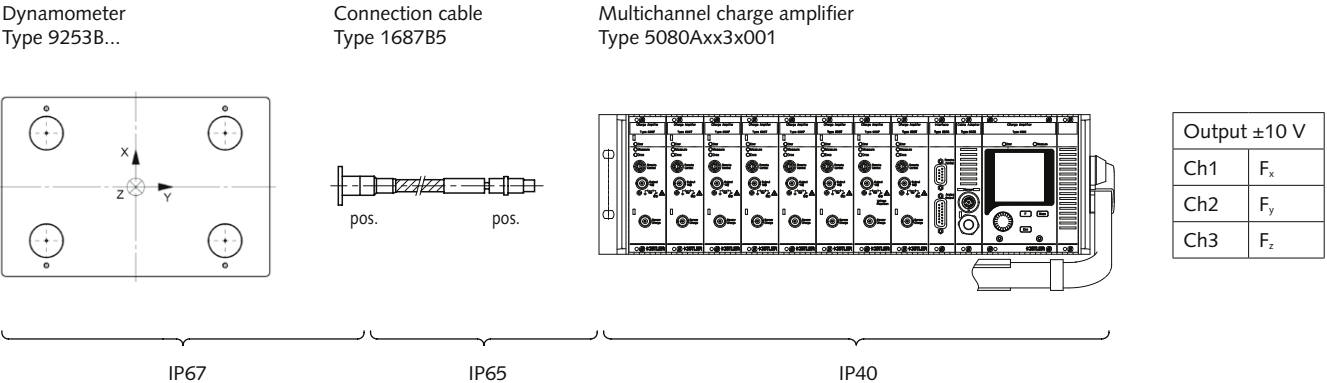 Dynamometer
Type 9253B...
Connection cable
Type 1687B5
Multichannel charge amplifier
Type 5080Axx3x001
X
Z
Y
pos.
pos.
Output ±10 V
Ch1 Fx
Ch2 Fy
Ch3 Fz
IP67
IP65
IP40